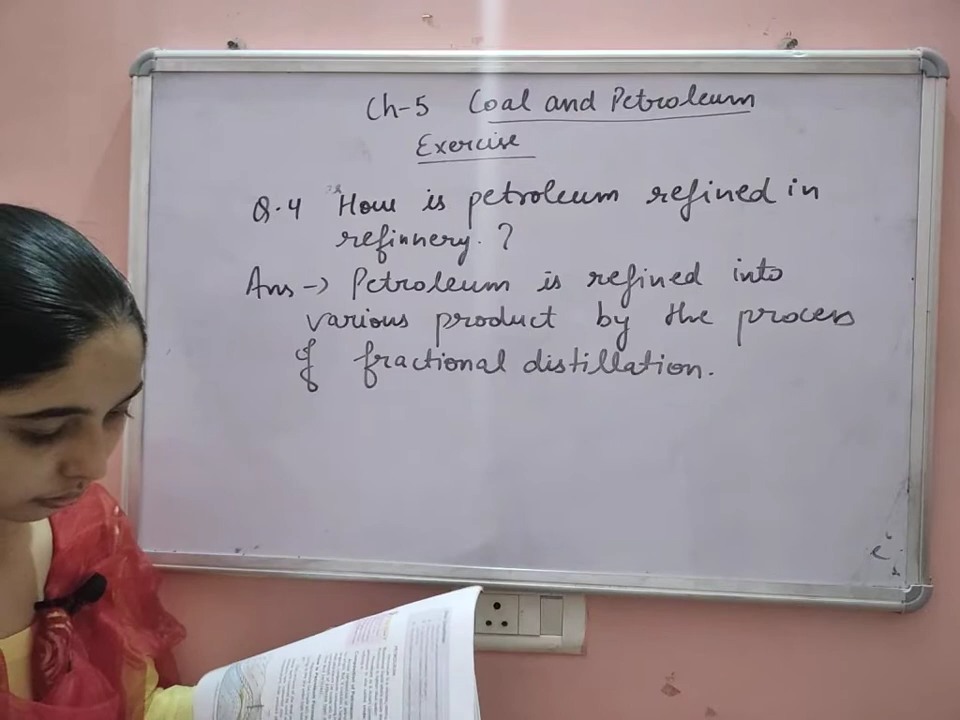 Ch-5 Coal and Petroleum
Exercise
Q.4 How is petroleum refined in
refinnery. ?
Ans -> Petroleum is refined into
various product by the process
of fractional distillation.